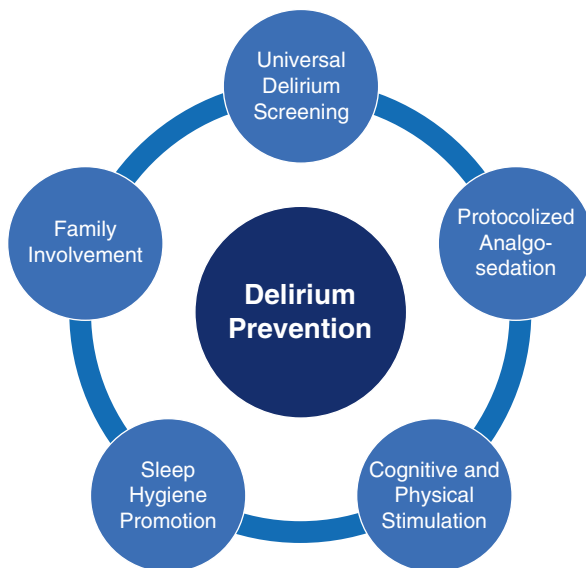 Universal
Delirium
Screening
Protocolized
Analgo-
sedation
Cognitive and
Physical
Stimulation
Sleep
Hygiene
Promotion
Family
Involvement
Delirium
Prevention